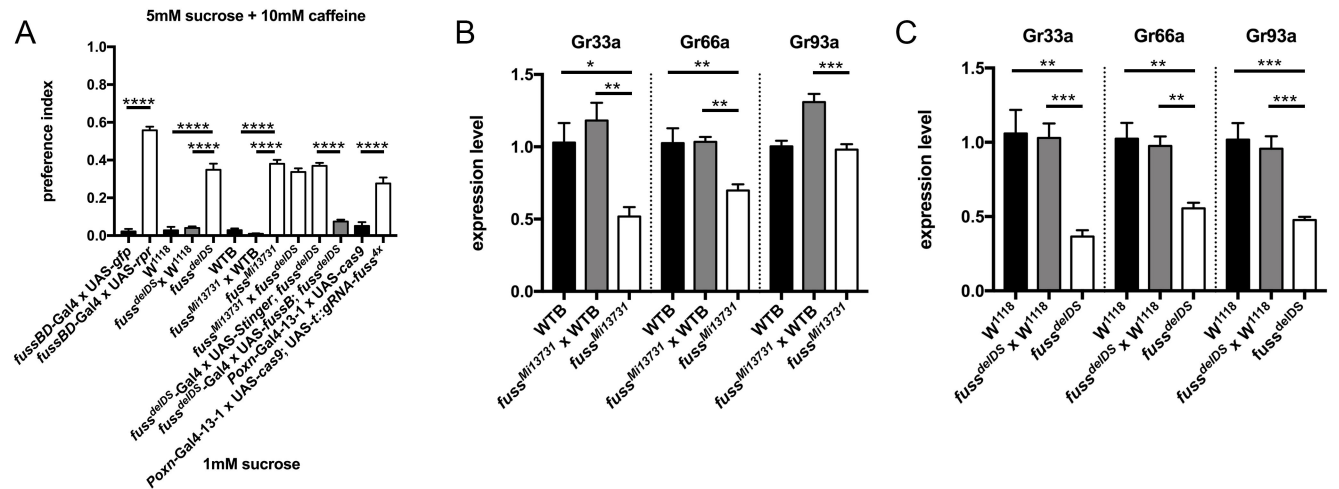 A
5mM sucrose + 10mM caffeine
preference index
1.0
0.8
0.6
0.4
0.2
0.0
****
****
****
****
****
****
****
fussBD-Gal4 x UAS-gfp
fussBD-Gal4 x UAS-rpr
W1118
fussdelDS x W1118
fussdelDS
WTB
fussMi13731 x WTB
fussMi13731
fussMi13731 x fussdelDS
fussdelDS-Gal4 x UAS-Stinger; fussdelDS
fussdelDS-Gal4 x UAS-fussB; fussdelDS
Poxn-Gal4-13-1 x UAS-cas9
Poxn-Gal4-13-1 x UAS-cas9; UAS-t::gRNA-fuss4x
1mM sucrose
B
Gr33a
Gr66a
Gr93a
expression level
1.5
1.0
0.5
0.0
*
**
**
**
***
WTB
fussMi13731 x WTB
fussMi13731
WTB
fussMi13731 x WTB
fussMi13731
WTB
fussMi13731 x WTB
fussMi13731
C
Gr33a
Gr66a
Gr93a
expression level
1.5
1.0
0.5
0.0
**
***
**
**
***
***
W1118
fussdelDS x W1118
fussdelDS
W1118
fussdelDS x W1118
fussdelDS
W1118
fussdelDS x W1118
fussdelDS